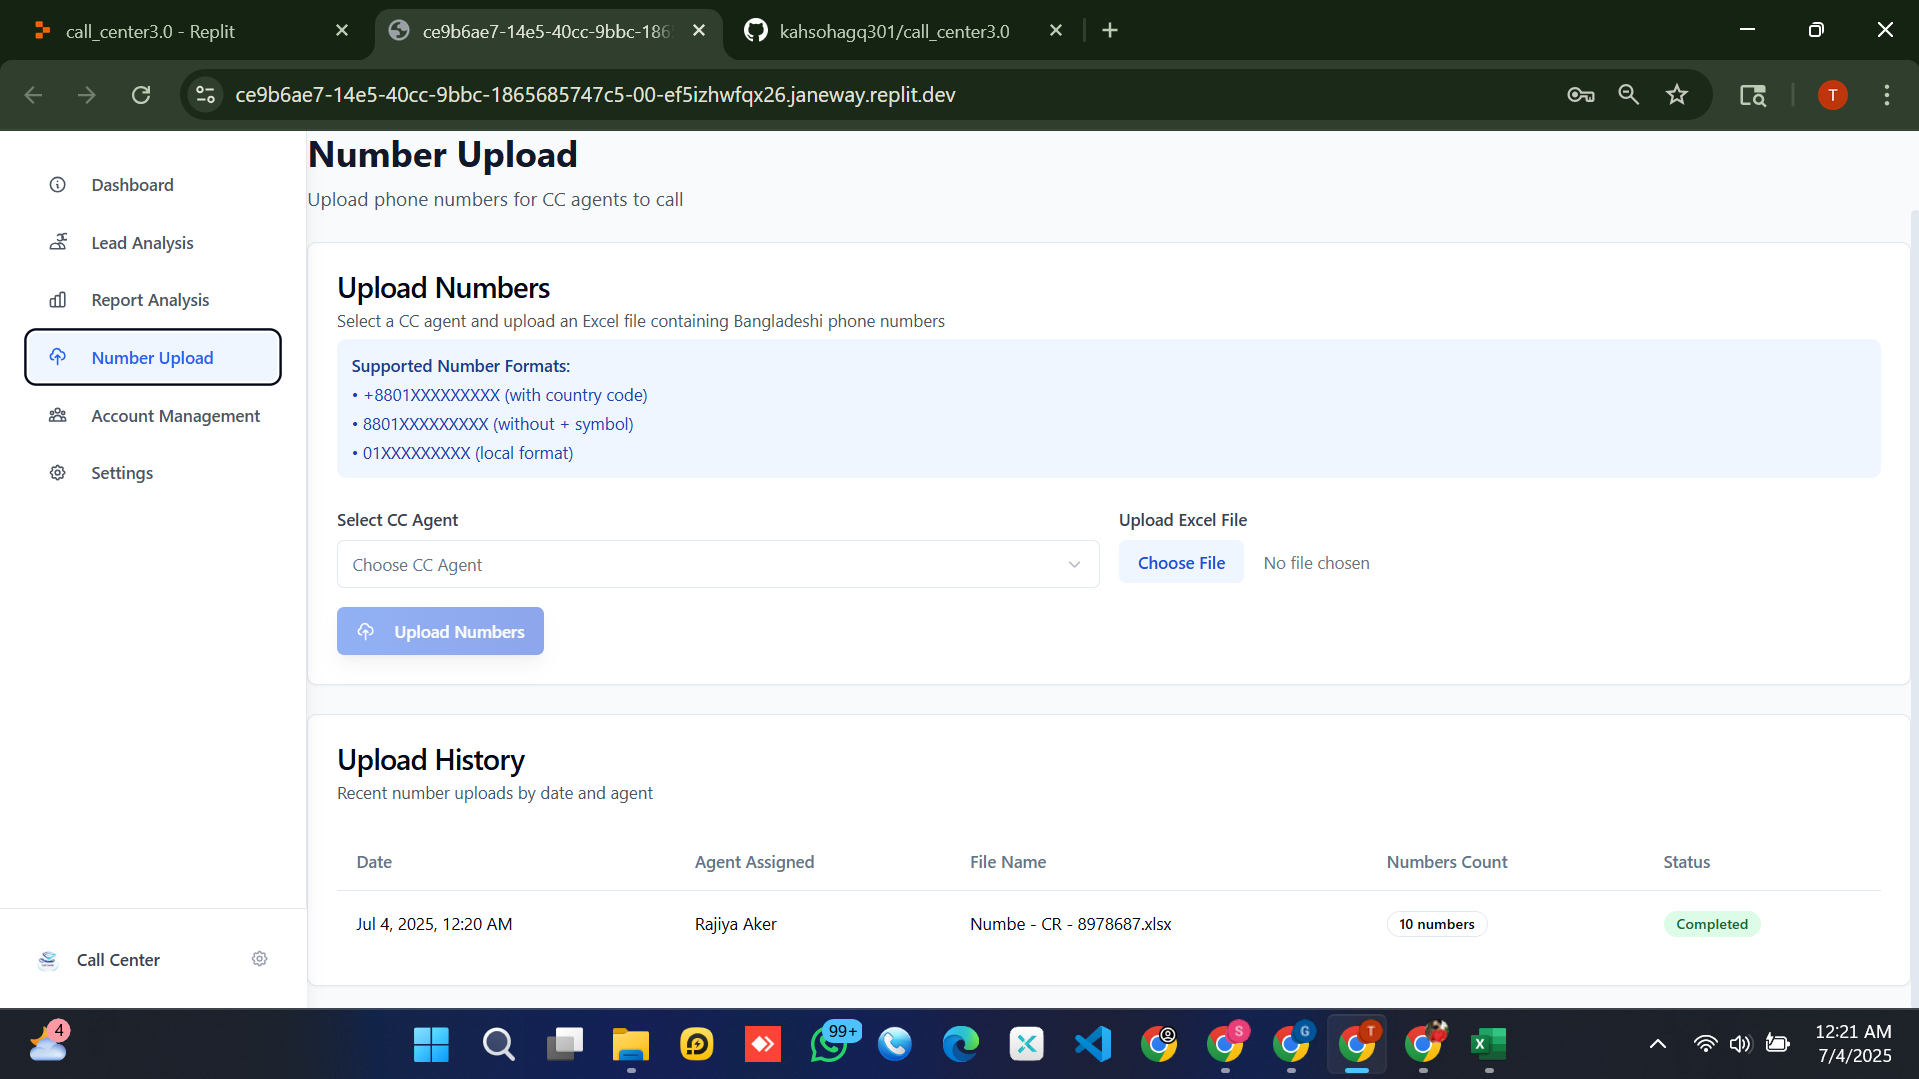 call_center3.0 - Replit
ce9b6ae7-14e5-40cc-9bbc-186
kahsohagq301/call_center3.0
ce9b6ae7-14e5-40cc-9bbc-1865685747c5-00-ef5izhwfqx26.janeway.replit.dev
T
Dashboard
Lead Analysis
Report Analysis
Number Upload
Account Management
Settings
Call Center
Number Upload
Upload phone numbers for CC agents to call
Upload Numbers
Select a CC agent and upload an Excel file containing Bangladeshi phone numbers
Supported Number Formats:
• +8801XXXXXXXXX (with country code)
• 8801XXXXXXXXX (without + symbol)
• 01XXXXXXXXX (local format)
Select CC Agent
Choose CC Agent
Upload Excel File
Choose File No file chosen
Upload Numbers
Upload History
Recent number uploads by date and agent
Date Agent Assigned File Name Numbers Count Status
Jul 4, 2025, 12:20 AM Rajiya Aker Numbe - CR - 8978687.xlsx 10 numbers Completed
4
99+
S
G
T
12:21 AM
7/4/2025